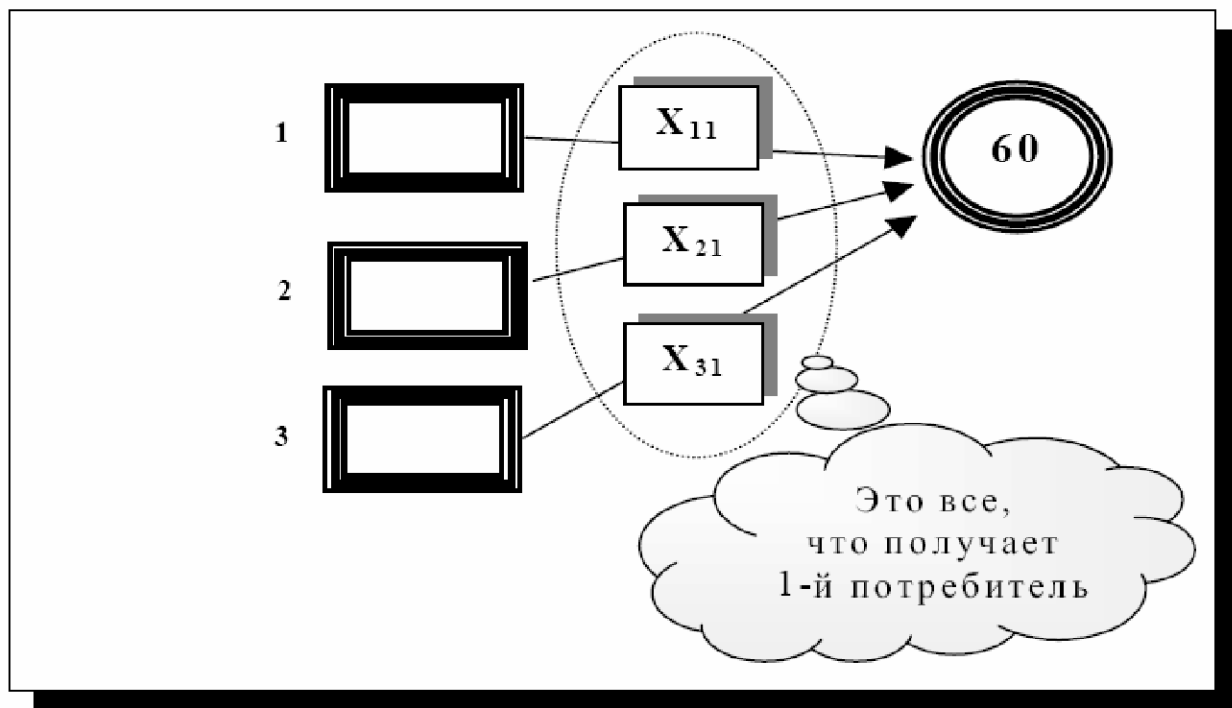 1
X11
60
2
X21
3
X31
Это все,
что получает
1-й потребитель